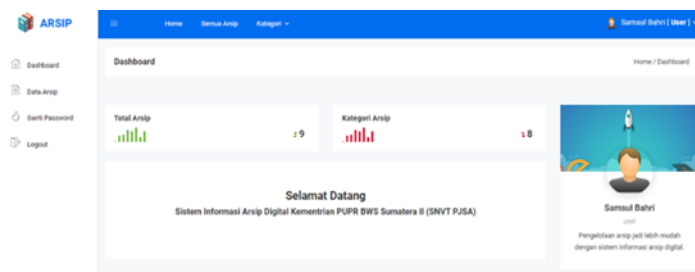 ARSIP
Home Semua Arsip Kategori
Samsul Bahri [ User ]
Dashboard
Data Arsip
Ganti Password
Logout
Dashboard
Home / Dashboard
Total Arsip
9
Kategori Arsip
8
Selamat Datang
Sistem Informasi Arsip Digital Kementrian PUPR BWS Sumatera II (SNVT PJSA)
Samsul Bahri
user
Pengelolaan arsip jadi lebih mudah
dengan sistem informasi arsip digital.